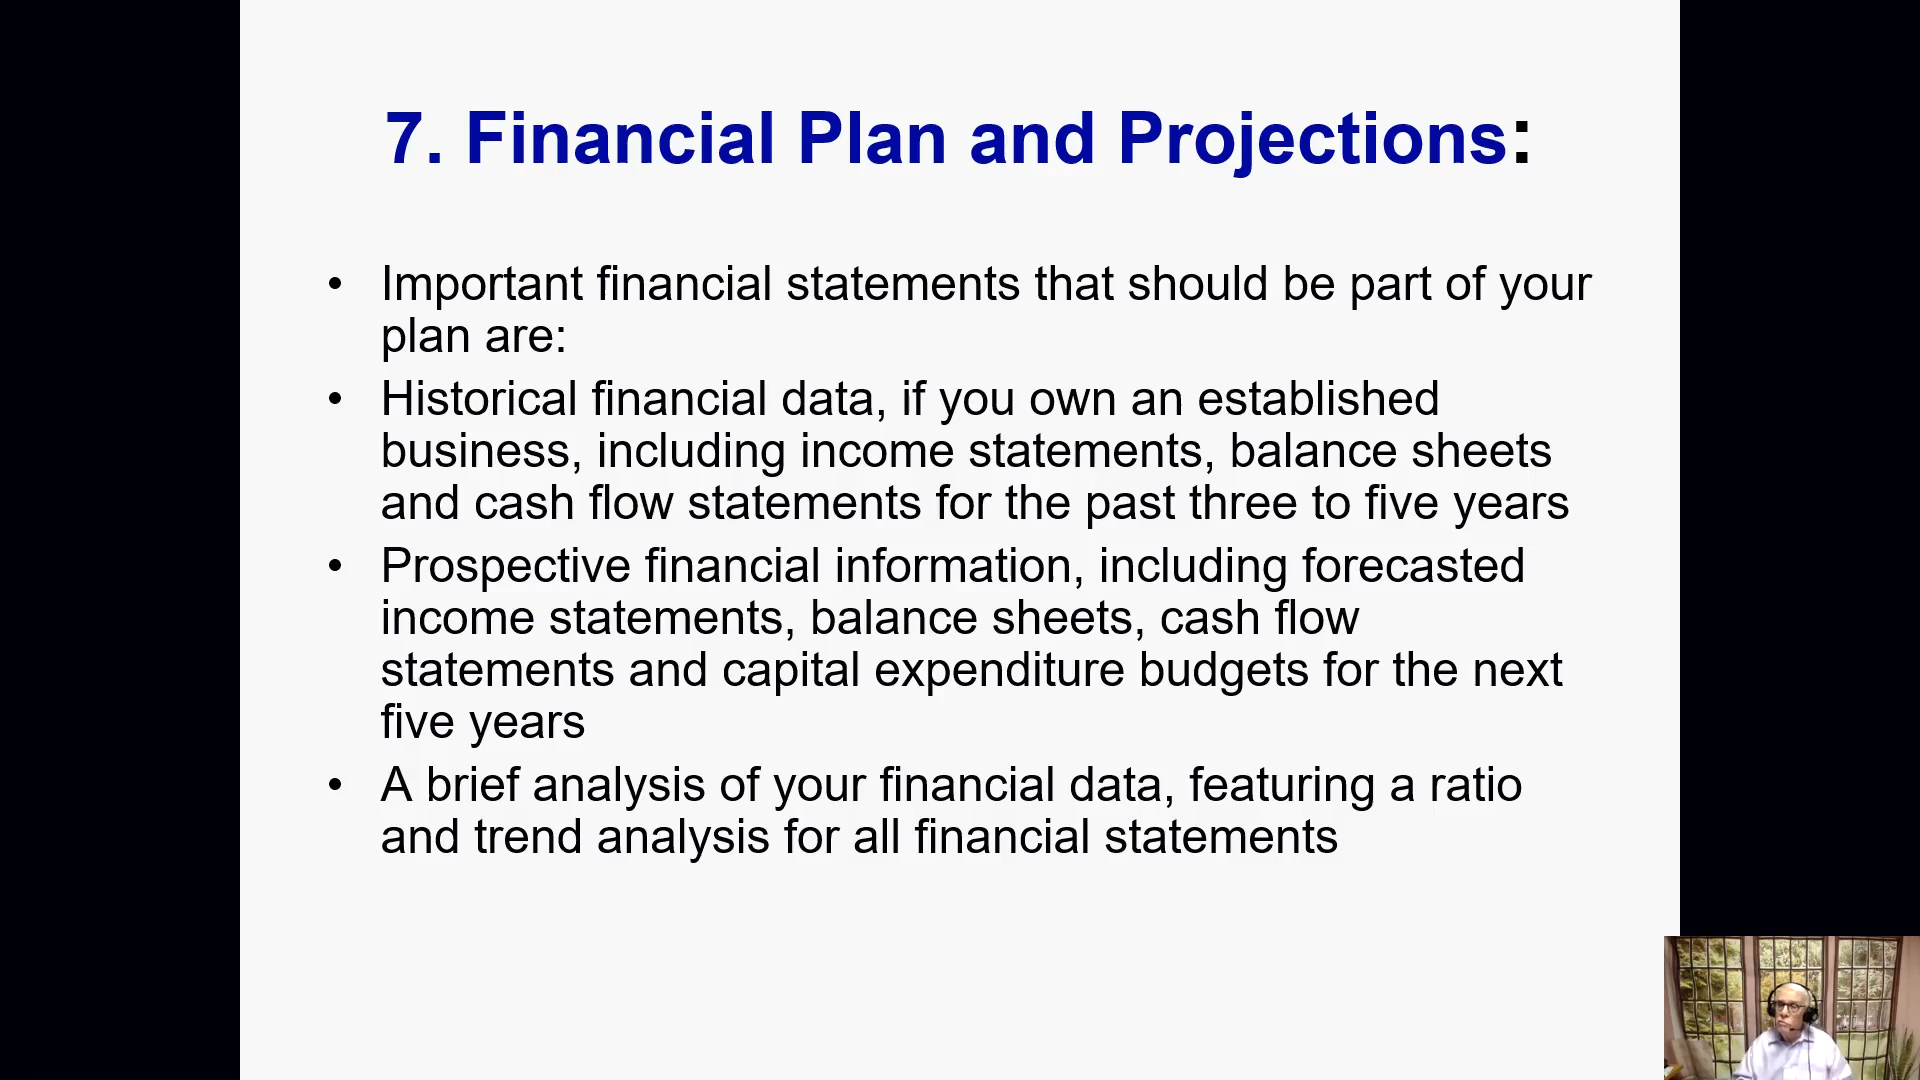 7. Financial Plan and Projections:
• Important financial statements that should be part of your
plan are:
• Historical financial data, if you own an established
business, including income statements, balance sheets
and cash flow statements for the past three to five years
• Prospective financial information, including forecasted
income statements, balance sheets, cash flow
statements and capital expenditure budgets for the next
five years
• A brief analysis of your financial data, featuring a ratio
and trend analysis for all financial statements